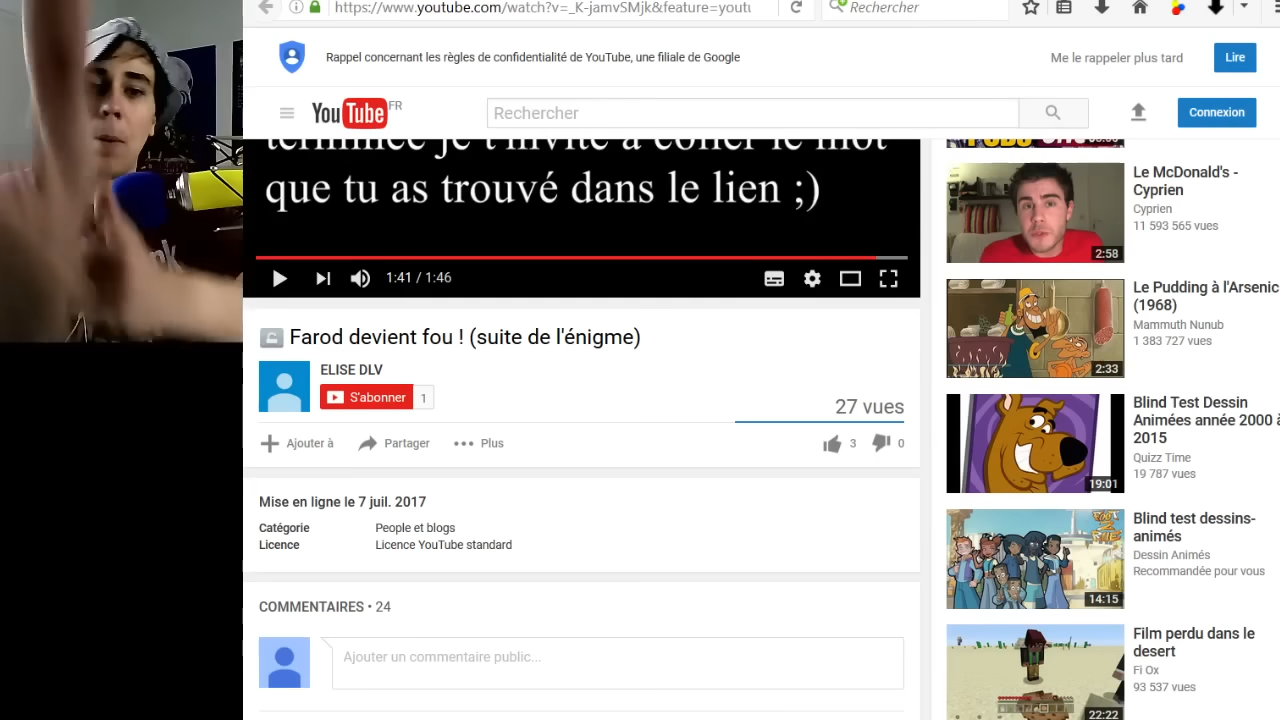 https://www.youtube.com/watch?v=_K-jamvSMjk&feature=youtu
Rechercher
Rappel concernant les règles de confidentialité de YouTube, une filiale de Google
Me le rappeler plus tard
Lire
YouTube FR
Rechercher
Connexion
terminée je t'invite à coller le mot
que tu as trouvé dans le lien ;)
1:41 / 1:46
Farod devient fou ! (suite de l'énigme)
ELISE DLV
S'abonner
1
27 vues
Ajouter à
Partager
Plus
3
0
Mise en ligne le 7 juil. 2017
Catégorie
People et blogs
Licence
Licence YouTube standard
COMMENTAIRES • 24
Ajouter un commentaire public...
Le McDonald's -
Cyprien
Cyprien
11 593 565 vues
2:58
Le Pudding à l'Arsenic
(1968)
Mammuth Nunub
1 383 727 vues
2:33
Blind Test Dessin
Animées année 2000 à
2015
Quizz Time
19 787 vues
19:01
Blind test dessins-
animés
Dessin Animés
Recommandée pour vous
14:15
Film perdu dans le
desert
Fi Ox
93 537 vues
22:22